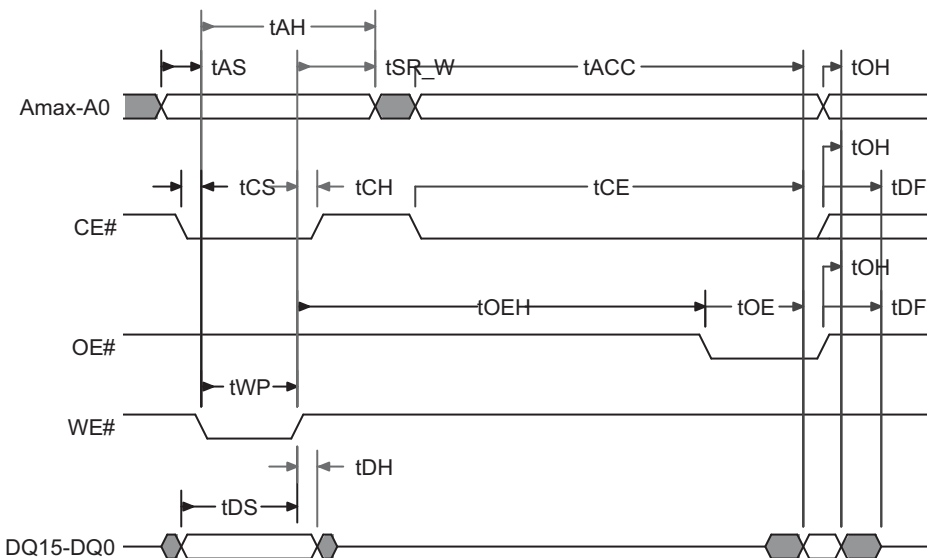 tAH
tAS tSR_W tACC tOH
Amax-A0
tOH
tCS tCH tCE tDF
CE#
tOH
tOEH tOE tDF
OE#
tWP
WE#
tDH
tDS
DQ15-DQ0